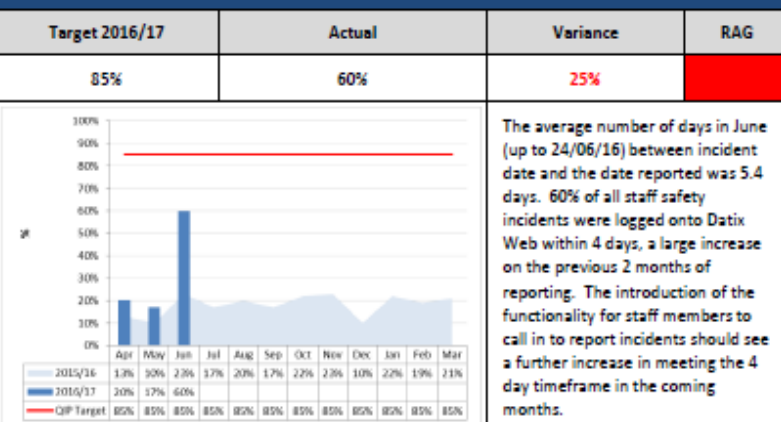 Target 2016/17 Actual Variance RAG
85% 60% 25%
100%
90%
80%
70%
60%
50%
40%
30%
20%
10%
0%
%
Apr May Jun Jul Aug Sep Oct Nov Dec Jan Feb Mar
2015/16 13% 10% 23% 17% 20% 17% 22% 23% 10% 22% 19% 21%
2016/17 20% 17% 60%
QIP Target 85% 85% 85% 85% 85% 85% 85% 85% 85% 85% 85% 85%
The average number of days in June
(up to 24/06/16) between incident
date and the date reported was 5.4
days. 60% of all staff safety
incidents were logged onto Datix
Web within 4 days, a large increase
on the previous 2 months of
reporting. The introduction of the
functionality for staff members to
call in to report incidents should see
a further increase in meeting the 4
day timeframe in the coming
months.